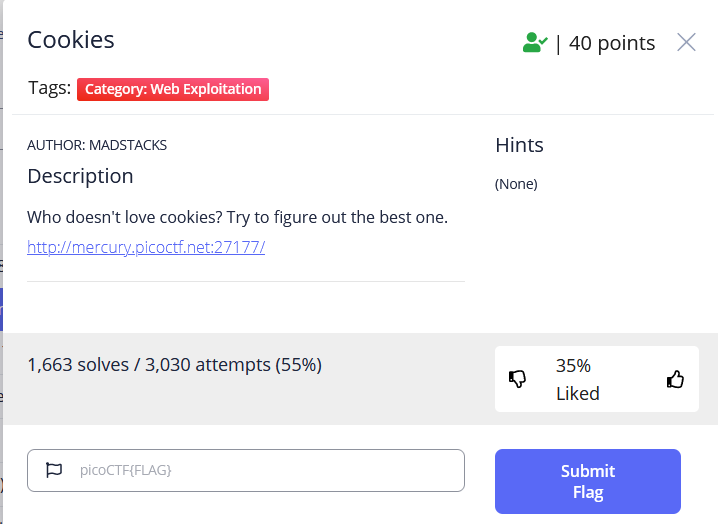 Cookies
| 40 points
Tags: Category: Web Exploitation
AUTHOR: MADSTACKS
Description
Who doesn't love cookies? Try to figure out the best one.
http://mercury.picoctf.net:27177/
Hints
(None)
1,663 solves / 3,030 attempts (55%)
35%
Liked
picoCTF{FLAG}
Submit
Flag